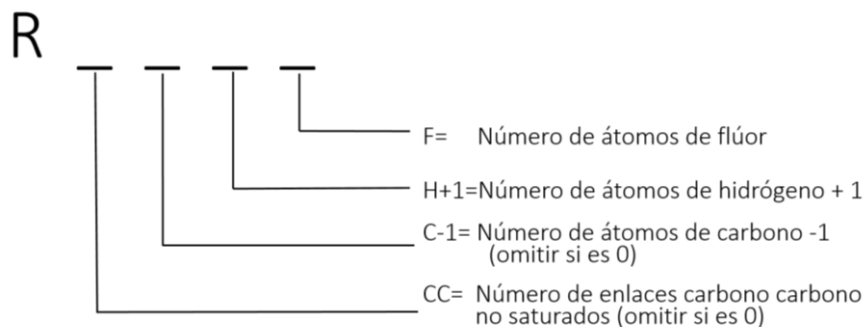 R
F= Número de átomos de flúor
H+1=Número de átomos de hidrógeno + 1
C-1= Número de átomos de carbono -1
(omitir si es 0)
CC= Número de enlaces carbono carbono
no saturados (omitir si es 0)